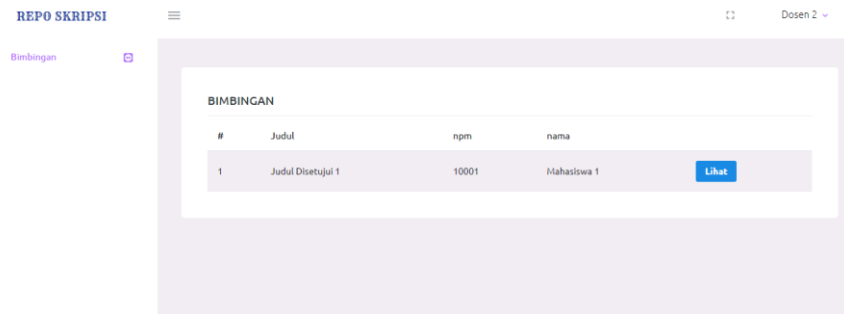 REPO SKRIPSI
Dosen 2
Bimbingan
BIMBINGAN
# Judul npm nama
1 Judul Disetujui 1 10001 Mahasiswa 1 Lihat